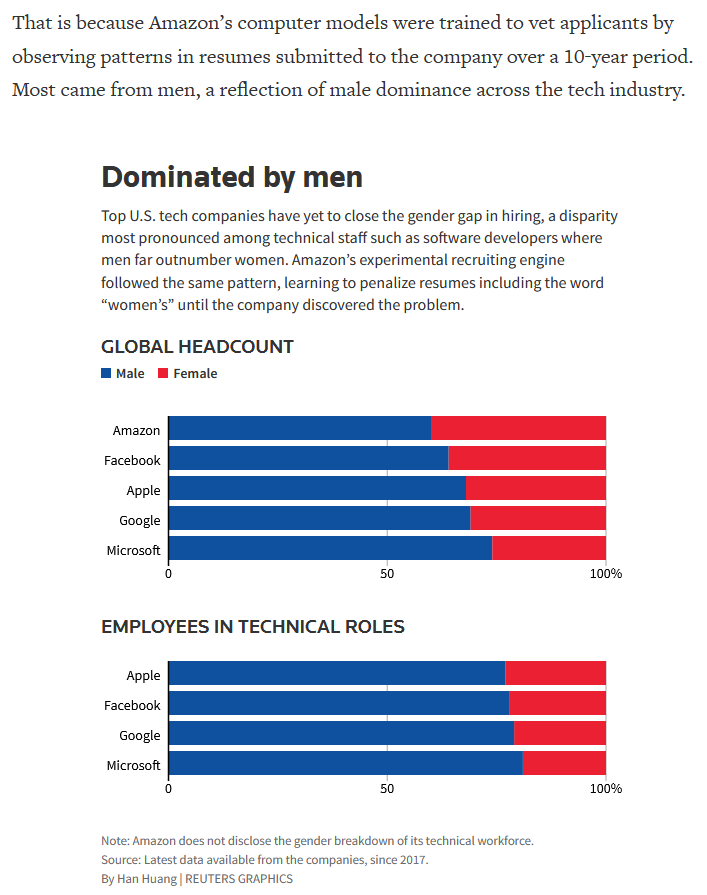 That is because Amazon’s computer models were trained to vet applicants by
observing patterns in resumes submitted to the company over a 10-year period.
Most came from men, a reflection of male dominance across the tech industry.
Dominated by men
Top U.S. tech companies have yet to close the gender gap in hiring, a disparity
most pronounced among technical staff such as software developers where
men far outnumber women. Amazon’s experimental recruiting engine
followed the same pattern, learning to penalize resumes including the word
“women’s” until the company discovered the problem.
GLOBAL HEADCOUNT
Male Female
Amazon
Facebook
Apple
Google
Microsoft
0 50 100%
EMPLOYEES IN TECHNICAL ROLES
Apple
Facebook
Google
Microsoft
0 50 100%
Note: Amazon does not disclose the gender breakdown of its technical workforce.
Source: Latest data available from the companies, since 2017.
By Han Huang | REUTERS GRAPHICS